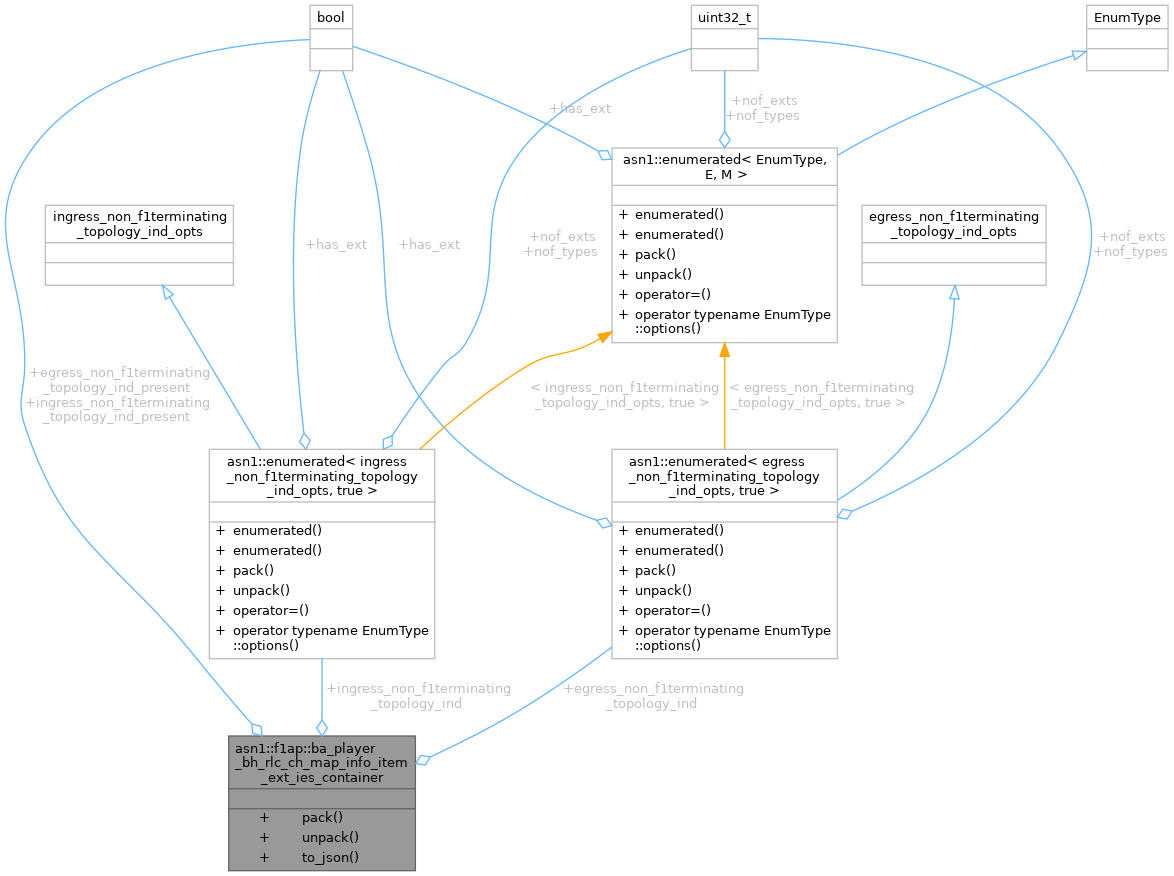 bool
uint32_t
EnumType
+has_ext
+nof_exts
+nof_types
asn1::enumerated< EnumType,
E, M >
+ enumerated()
+ enumerated()
+ pack()
+ unpack()
+ operator=()
+ operator typename EnumType
::options()
ingress_non_f1terminating
_topology_ind_opts
egress_non_f1terminating
_topology_ind_opts
+has_ext
+has_ext
+nof_exts
+nof_types
+nof_exts
+nof_types
+egress_non_f1terminating
_topology_ind_present
+ingress_non_f1terminating
_topology_ind_present
< ingress_non_f1terminating
_topology_ind_opts, true >
< egress_non_f1terminating
_topology_ind_opts, true >
asn1::enumerated< ingress
_non_f1terminating_topology
_ind_opts, true >
+ enumerated()
+ enumerated()
+ pack()
+ unpack()
+ operator=()
+ operator typename EnumType
::options()
asn1::enumerated< egress
_non_f1terminating_topology
_ind_opts, true >
+ enumerated()
+ enumerated()
+ pack()
+ unpack()
+ operator=()
+ operator typename EnumType
::options()
+ingress_non_f1terminating
_topology_ind
+egress_non_f1terminating
_topology_ind
asn1::f1ap::ba_player
_bh_rlc_ch_map_info_item
_ext_ies_container
+ pack()
+ unpack()
+ to_json()